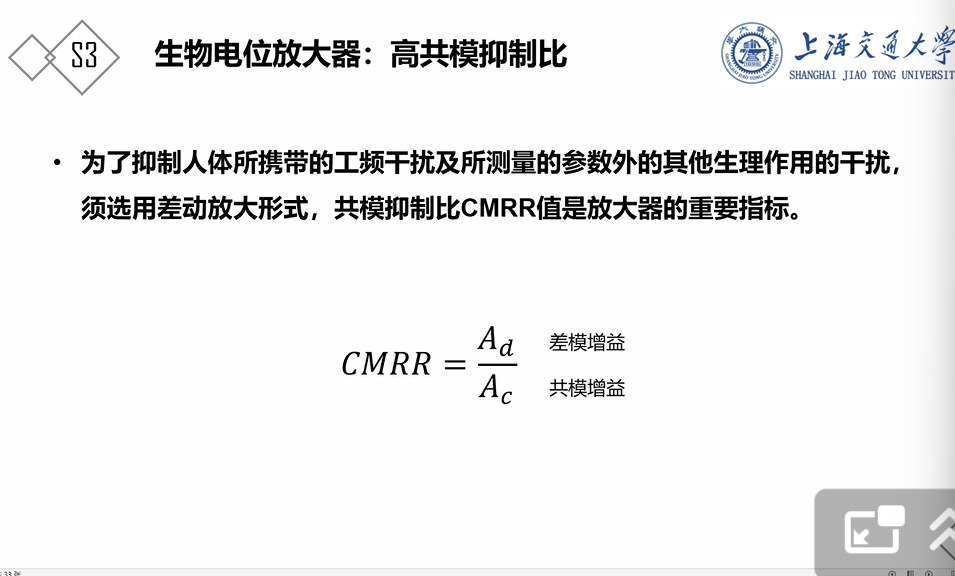 S3
生物电位放大器：高共模抑制比
上海交通大学
SHANGHAI JIAO TONG UNIVERSIT
• 为了抑制人体所携带的工频干扰及所测量的参数外的其他生理作用的干扰，
须选用差动放大形式，共模抑制比CMRR值是放大器的重要指标。
CMRR = A_d / A_c
差模增益
共模增益